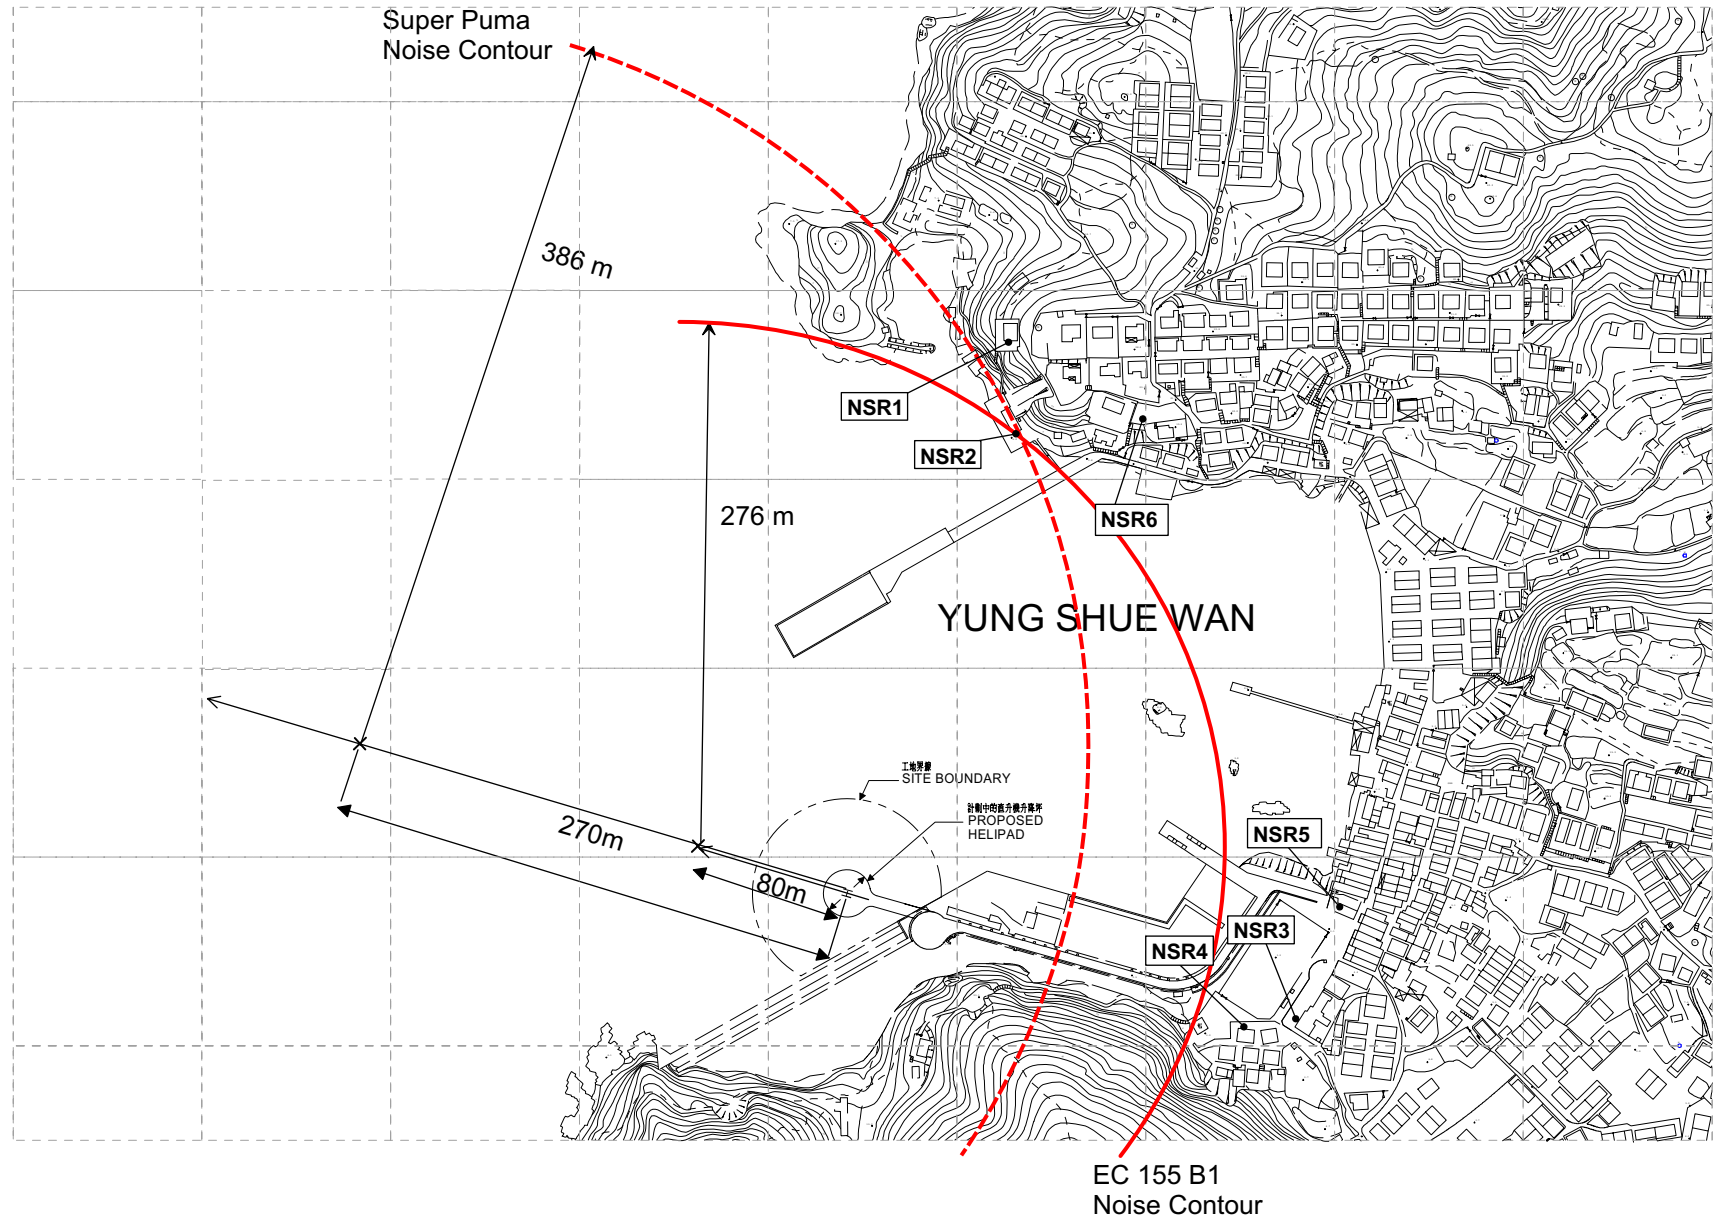 Super Puma
Noise Contour
386 m
NSR1
NSR2
276 m
NSR6
YUNG SHUE WAN
工地界線
SITE BOUNDARY
計劃中的直升機升降坪
PROPOSED
HELIPAD
270m
80m
NSR5
NSR3
NSR4
EC 155 B1
Noise Contour